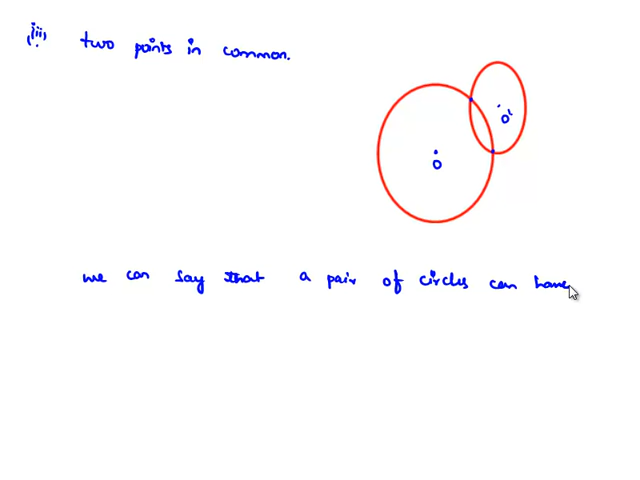 (iii) two points in common.
O'
O
we can say that a pair of circles can have